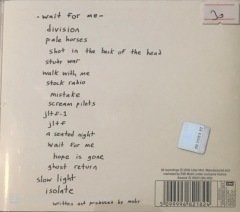 -wait for me-
division
pale horses
shot in the back of the head
study war
walk with me
stock radio
mistake
scream pilots
jltf-1
jltf
a seated night
wait for me
hope is gone
ghost return
slow light
isolate
written and produced by moby